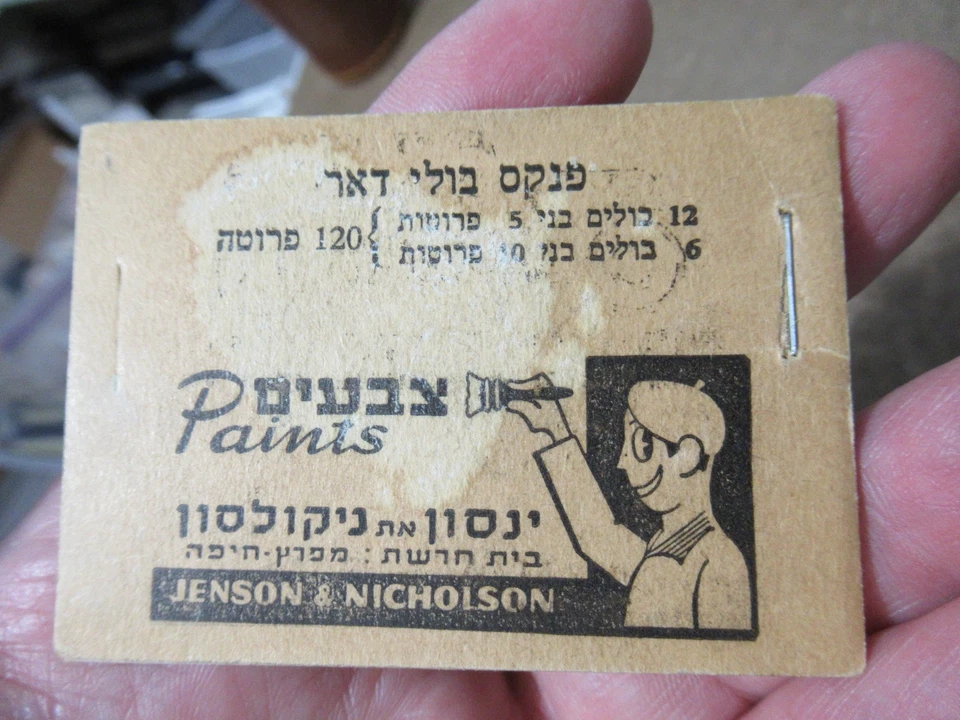 פנקס בולי דאר
12 בולים בני 5 פרוטות
6 בולים בני 10 פרוטות
} 120 פרוטה
צבעים
Paints
ינסון את ניקולסון
בית חרשת : מפרץ-חיפה
JENSON & NICHOLSON